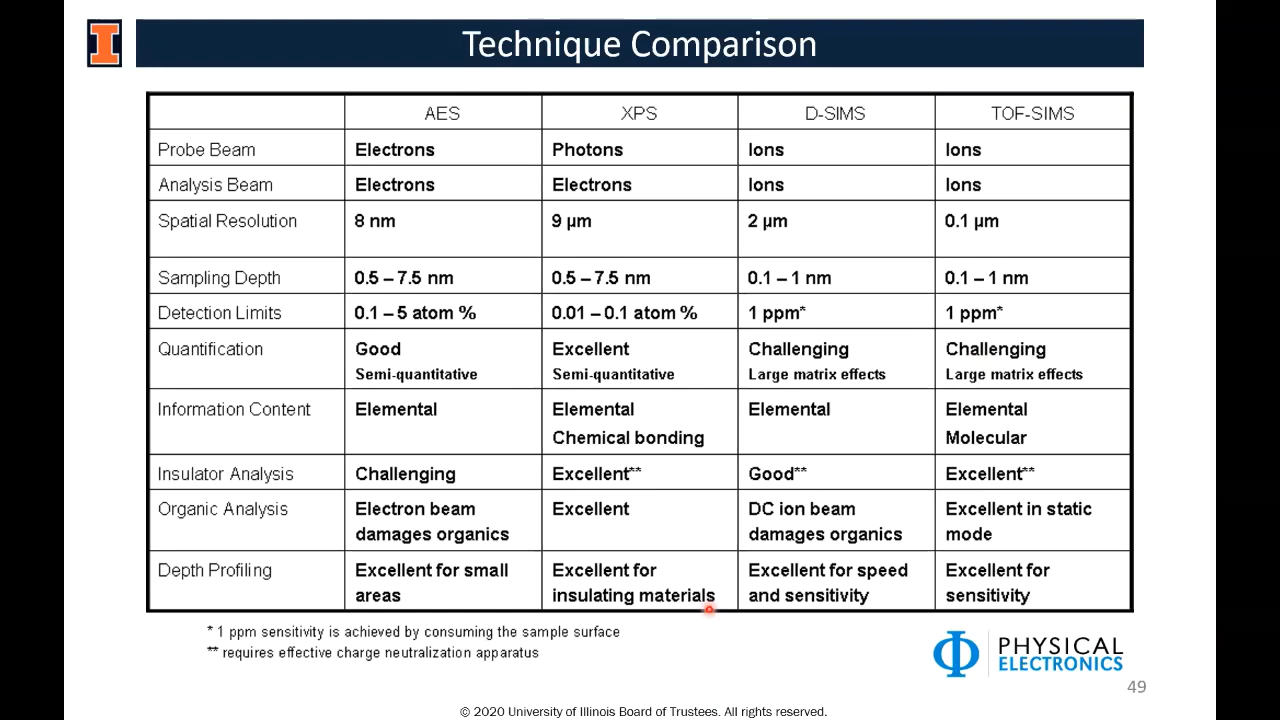 I
Technique Comparison
AES XPS D-SIMS TOF-SIMS
Probe Beam Electrons Photons Ions Ions
Analysis Beam Electrons Electrons Ions Ions
Spatial Resolution 8 nm 9 µm 2 µm 0.1 µm
Sampling Depth 0.5 – 7.5 nm 0.5 – 7.5 nm 0.1 – 1 nm 0.1 – 1 nm
Detection Limits 0.1 – 5 atom % 0.01 – 0.1 atom % 1 ppm* 1 ppm*
Quantification Good Excellent Challenging Challenging
Semi-quantitative Semi-quantitative Large matrix effects Large matrix effects
Information Content Elemental Elemental Elemental Elemental
Chemical bonding Molecular
Insulator Analysis Challenging Excellent** Good** Excellent**
Organic Analysis Electron beam Excellent DC ion beam Excellent in static
damages organics damages organics mode
Depth Profiling Excellent for small Excellent for Excellent for speed Excellent for
areas insulating materials and sensitivity sensitivity
* 1 ppm sensitivity is achieved by consuming the sample surface
** requires effective charge neutralization apparatus
PHYSICAL
ELECTRONICS
49
© 2020 University of Illinois Board of Trustees. All rights reserved.